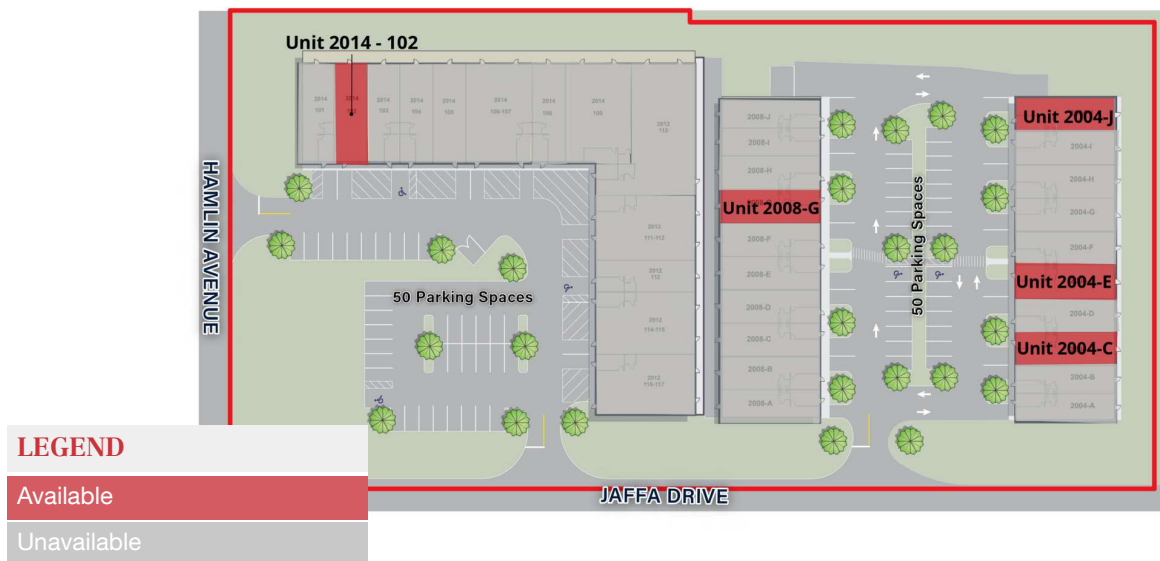 Unit 2014 - 102
2014
101
2014
2014
103
2014
104
2014
105
2014
106-107
2014
108
2014
109
2012
110
2012
111-112
2012
2012
114-115
2012
116-117
2008-J
2008-I
2008-H
Unit 2008-G
2008-F
2008-E
2008-D
2008-C
2008-B
2008-A
50 Parking Spaces
Unit 2004-J
2004-I
2004-H
2004-G
2004-F
Unit 2004-E
2004-D
Unit 2004-C
2004-B
2004-A
50 Parking Spaces
HAMLIN AVENUE
JAFFA DRIVE
LEGEND
Available
Unavailable